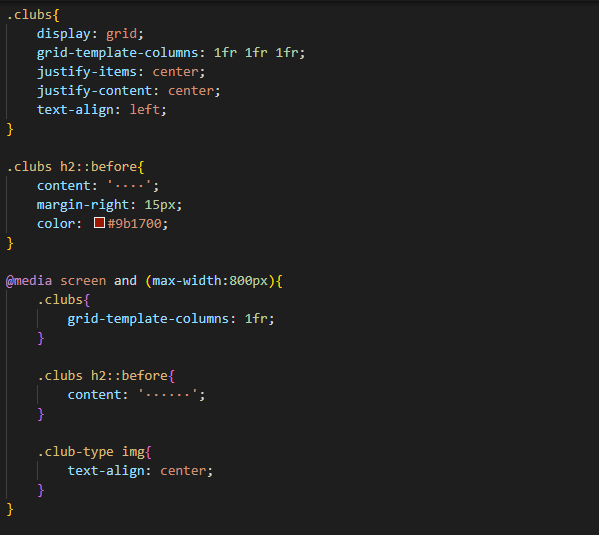 .clubs{
    display: grid;
    grid-template-columns: 1fr 1fr 1fr;
    justify-items: center;
    justify-content: center;
    text-align: left;
}

.clubs h2::before{
    content: '····';
    margin-right: 15px;
    color: #9b1700;
}

@media screen and (max-width:800px){
    .clubs{
        grid-template-columns: 1fr;
    }

    .clubs h2::before{
        content: '······';
    }

    .club-type img{
        text-align: center;
    }
}